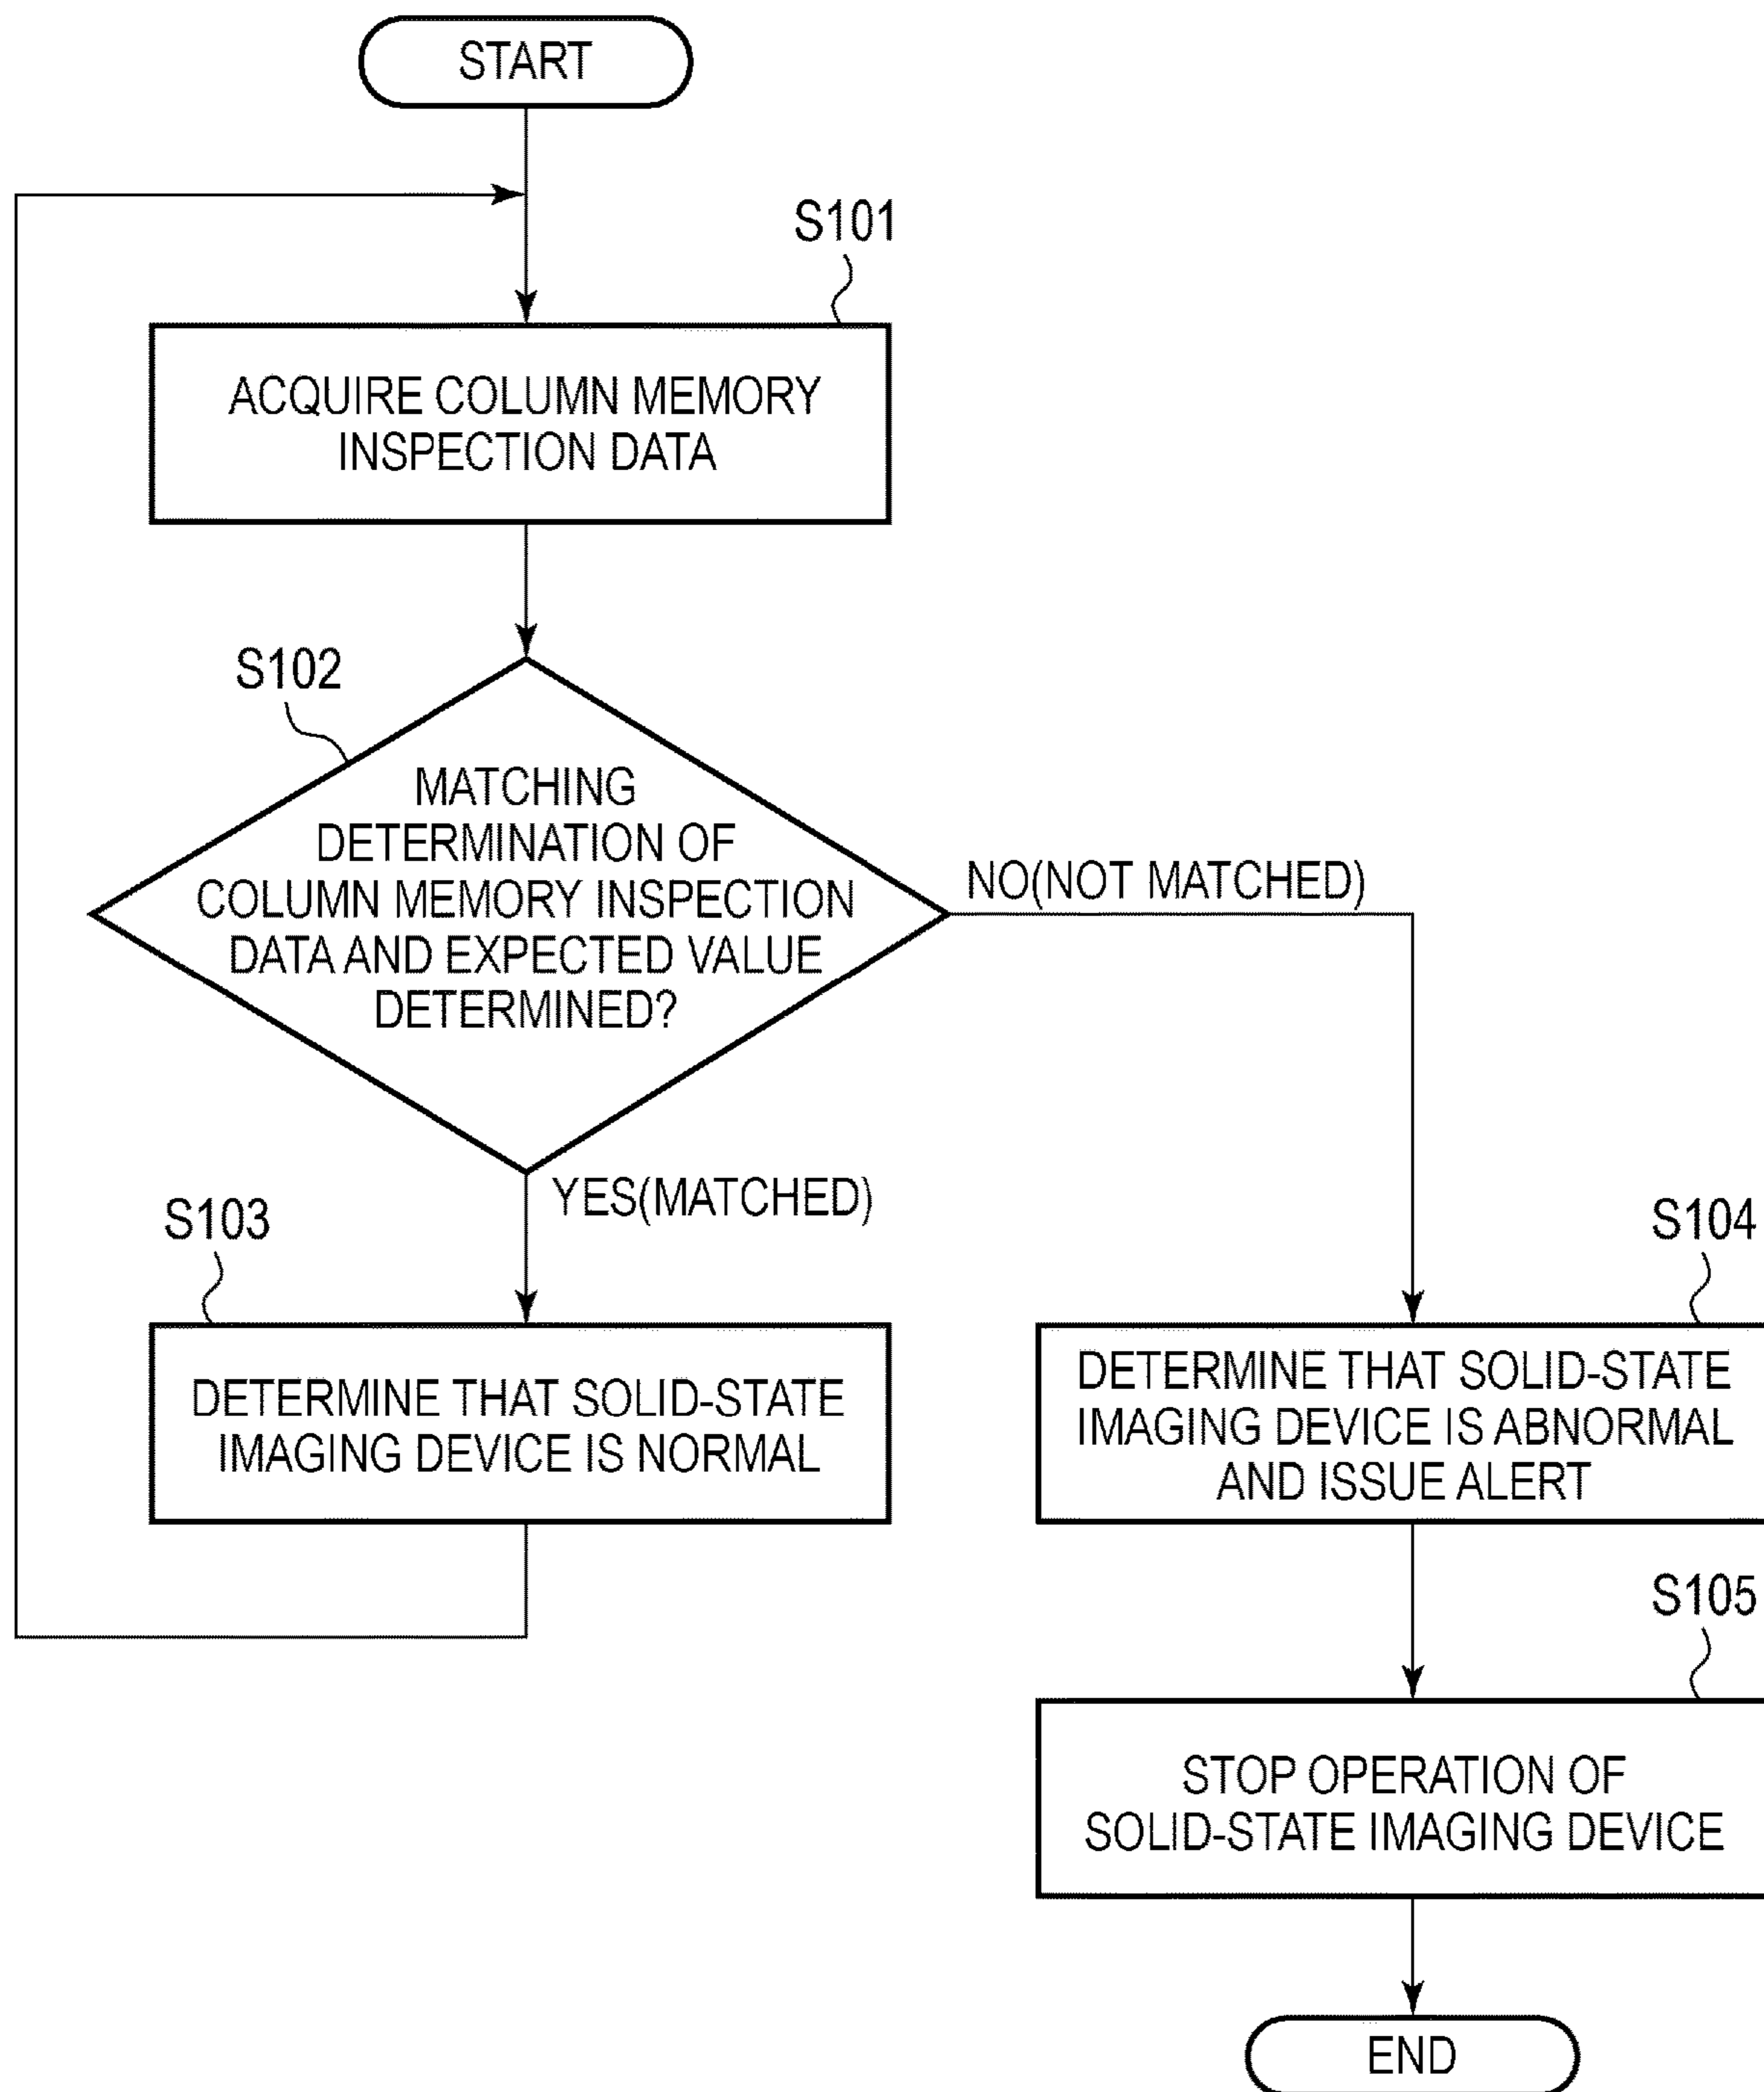 START
S101
ACQUIRE COLUMN MEMORY
INSPECTION DATA
S102
MATCHING
DETERMINATION OF
COLUMN MEMORY INSPECTION
DATA AND EXPECTED VALUE
DETERMINED?
NO(NOT MATCHED)
YES(MATCHED)
S103
DETERMINE THAT SOLID-STATE
IMAGING DEVICE IS NORMAL
S104
DETERMINE THAT SOLID-STATE
IMAGING DEVICE IS ABNORMAL
AND ISSUE ALERT
S105
STOP OPERATION OF
SOLID-STATE IMAGING DEVICE
END